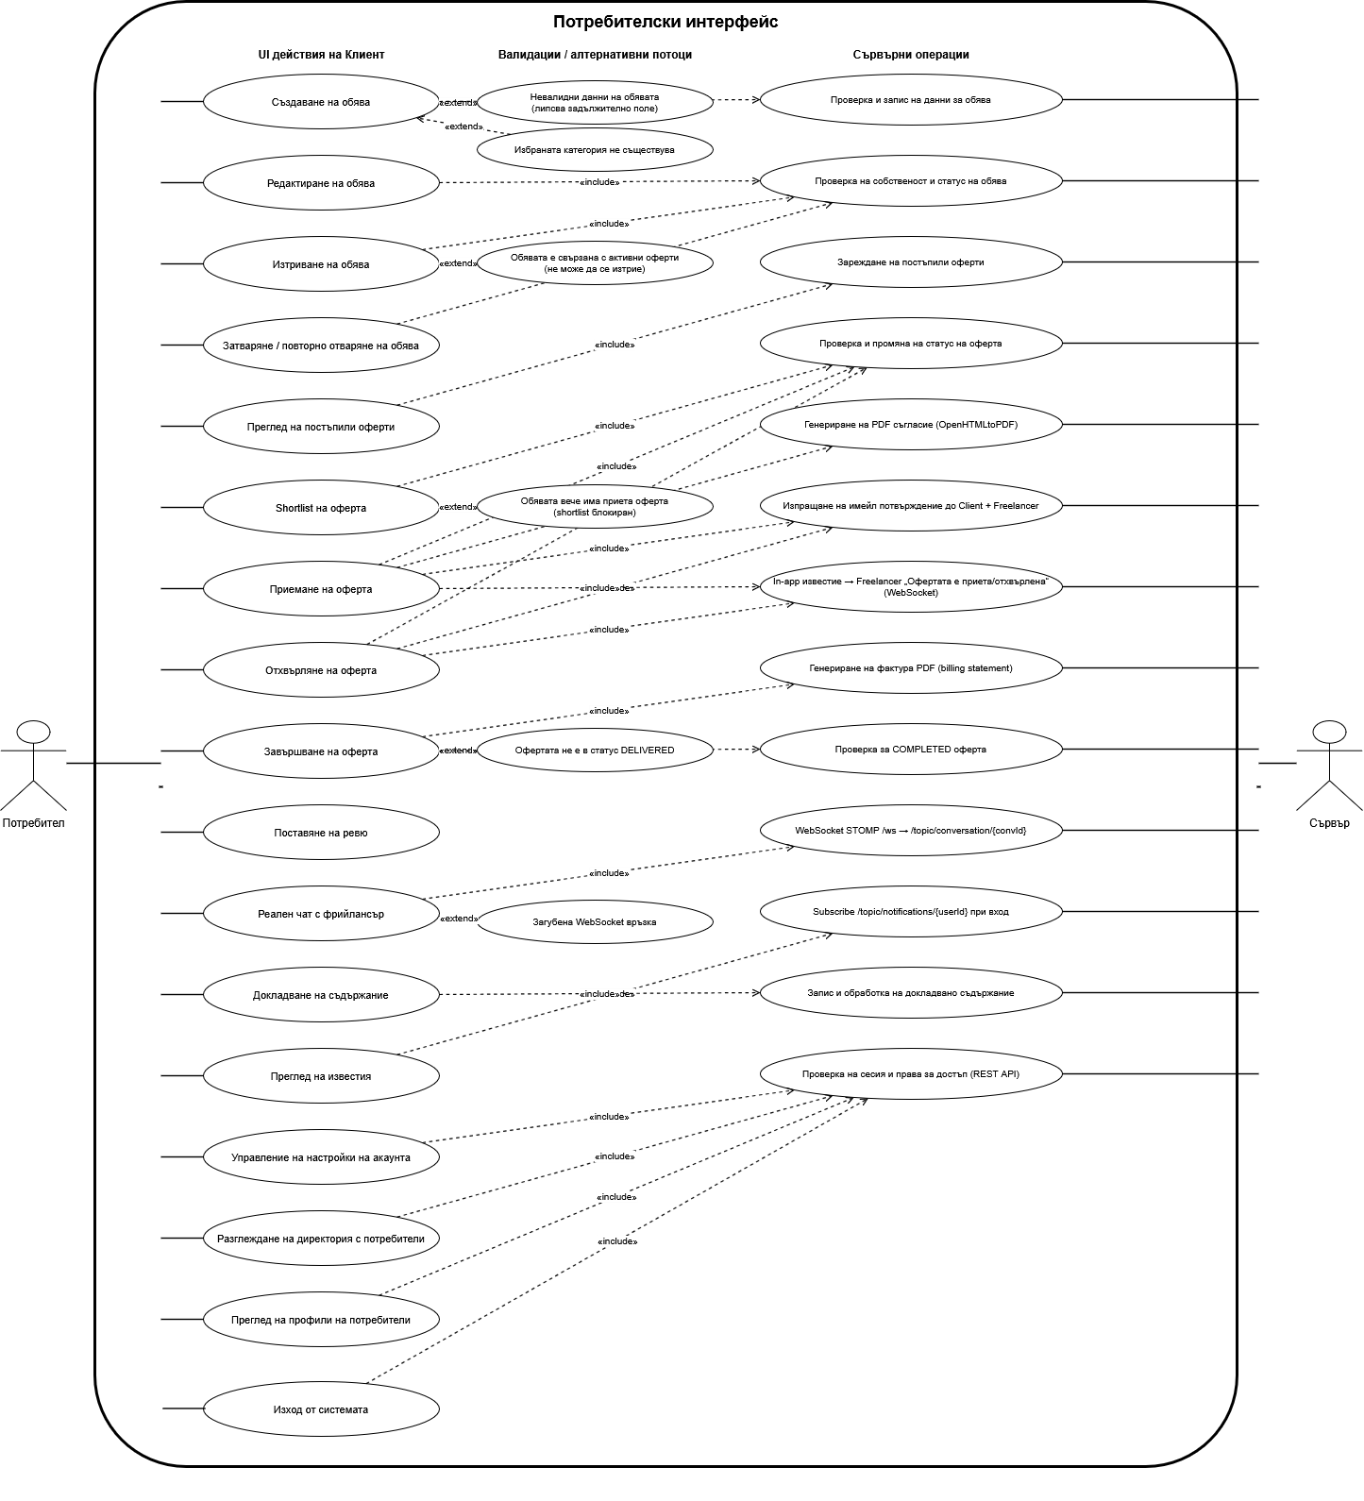 Потребителски интерфейс
UI действия на Клиент
Валидации / алтернативни потоци
Сървърни операции
Създаване на обява
«extend»
Невалидни данни на обявата
(липсва задължително поле)
Проверка и запис на данни за обява
«extend»
Избраната категория не съществува
Редактиране на обява
«include»
Проверка на собственост и статус на обява
«include»
Изтриване на обява
«extend»
Обявата е свързана с активни оферти
(не може да се изтрие)
Зареждане на постъпили оферти
Затваряне / повторно отваряне на обява
«include»
Проверка и промяна на статус на оферта
Преглед на постъпили оферти
«include»
Генериране на PDF съгласие (OpenHTMLtoPDF)
«include»
Shortlist на оферта
«extend»
Обявата вече има приета оферта
(shortlist блокиран)
Изпращане на имейл потвърждение до Client + Freelancer
«include»
Приемане на оферта
«include»de»
In-app известие → Freelancer „Офертата е приета/отхвърлена“
(WebSocket)
«include»
Отхвърляне на оферта
Генериране на фактура PDF (billing statement)
«include»
Завършване на оферта
«extend»
Офертата не е в статус DELIVERED
Проверка за COMPLETED оферта
Потребител
Сървър
Поставяне на ревю
WebSocket STOMP /ws → /topic/conversation/{convId}
«include»
Реален чат с фрийлансър
«extend»
Загубена WebSocket връзка
Subscribe /topic/notifications/{userId} при вход
Докладване на съдържание
«include»de»
Запис и обработка на докладвано съдържание
Преглед на известия
Проверка на сесия и права за достъп (REST API)
«include»
Управление на настройки на акаунта
«include»
«include»
Разглеждане на директория с потребители
«include»
Преглед на профили на потребители
Изход от системата